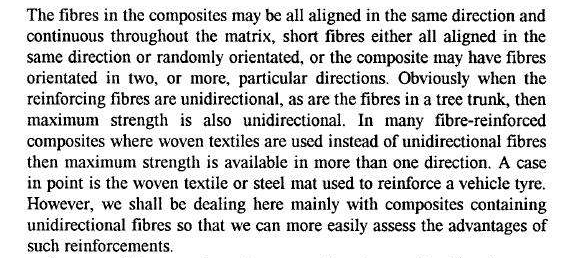 The fibres in the composites may be all aligned in the same direction and
continuous throughout the matrix, short fibres either all aligned in the
same direction or randomly orientated, or the composite may have fibres
orientated in two, or more, particular directions. Obviously when the
reinforcing fibres are unidirectional, as are the fibres in a tree trunk, then
maximum strength is also unidirectional. In many fibre-reinforced
composites where woven textiles are used instead of unidirectional fibres
then maximum strength is available in more than one direction. A case
in point is the woven textile or steel mat used to reinforce a vehicle tyre.
However, we shall be dealing here mainly with composites containing
unidirectional fibres so that we can more easily assess the advantages of
such reinforcements.